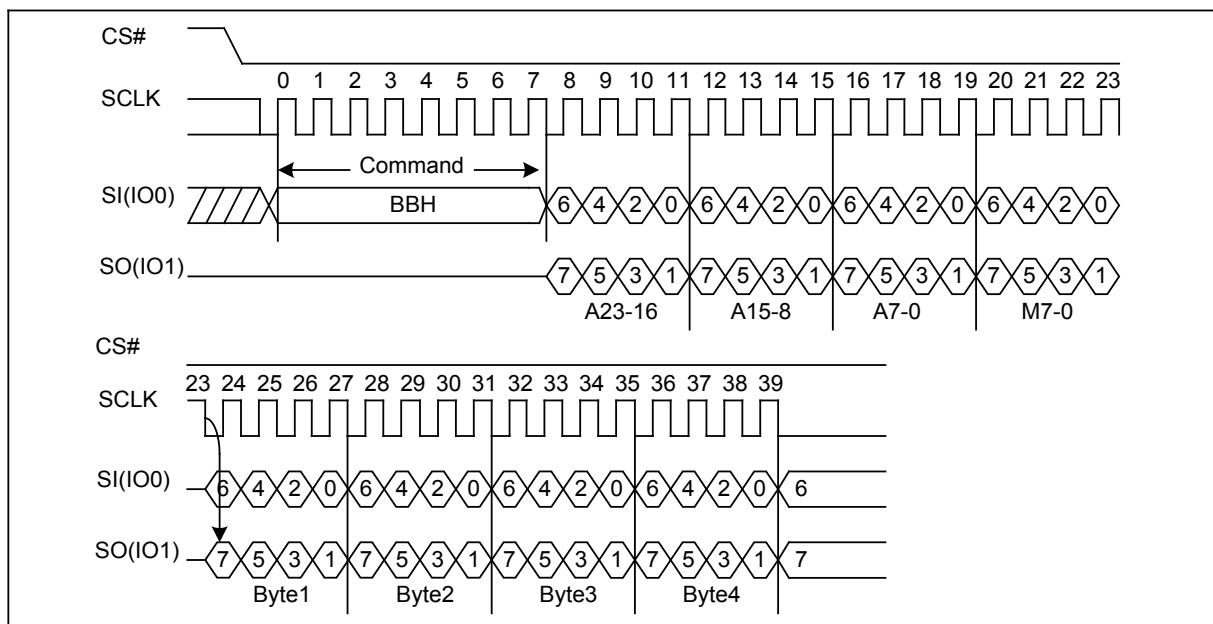 CS#
0 1 2 3 4 5 6 7 8 9 10 11 12 13 14 15 16 17 18 19 20 21 22 23
SCLK
Command
SI(IO0) BBH 6 4 2 0 6 4 2 0 6 4 2 0 6 4 2 0
SO(IO1) 7 5 3 1 7 5 3 1 7 5 3 1 7 5 3 1
A23-16 A15-8 A7-0 M7-0
CS#
23 24 25 26 27 28 29 30 31 32 33 34 35 36 37 38 39
SCLK
SI(IO0) 6 4 2 0 6 4 2 0 6 4 2 0 6 4 2 0 6
SO(IO1) 7 5 3 1 7 5 3 1 7 5 3 1 7 5 3 1 7
Byte1 Byte2 Byte3 Byte4